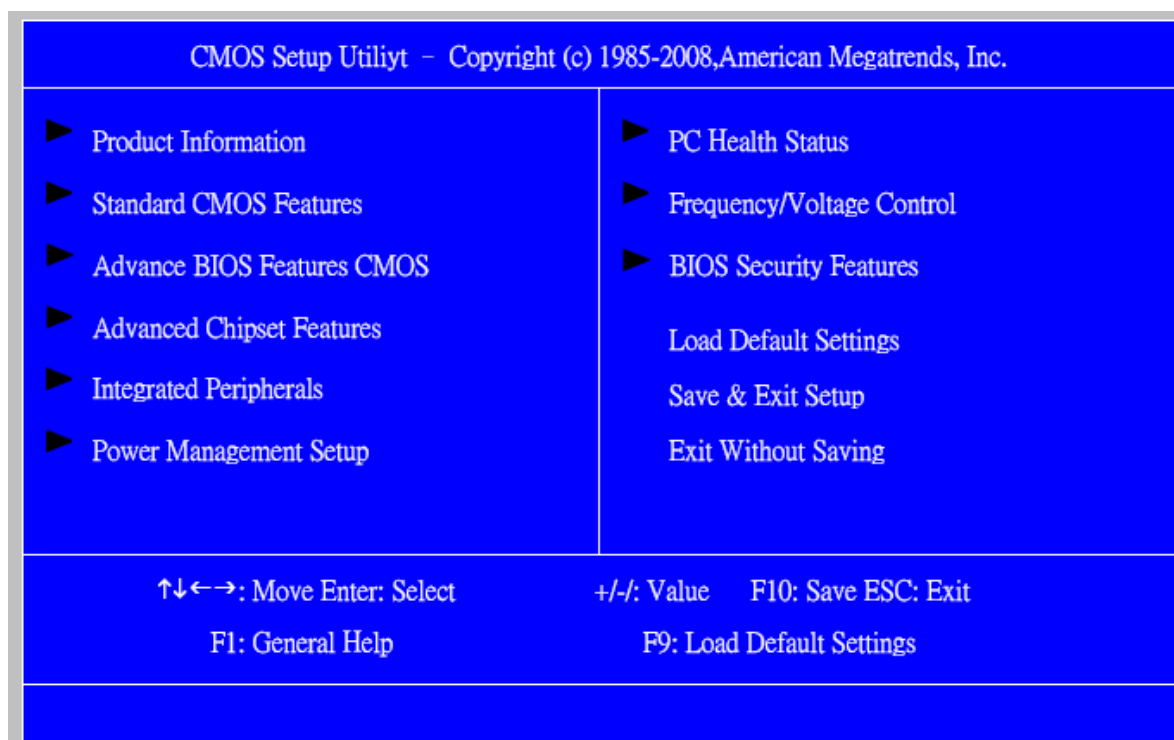 CMOS Setup Utiliyt - Copyright (c) 1985-2008,American Megatrends, Inc.
Product Information
Standard CMOS Features
Advance BIOS Features CMOS
Advanced Chipset Features
Integrated Peripherals
Power Management Setup
PC Health Status
Frequency/Voltage Control
BIOS Security Features
Load Default Settings
Save & Exit Setup
Exit Without Saving
↑↓←→: Move Enter: Select +/-/: Value F10: Save ESC: Exit
F1: General Help F9: Load Default Settings